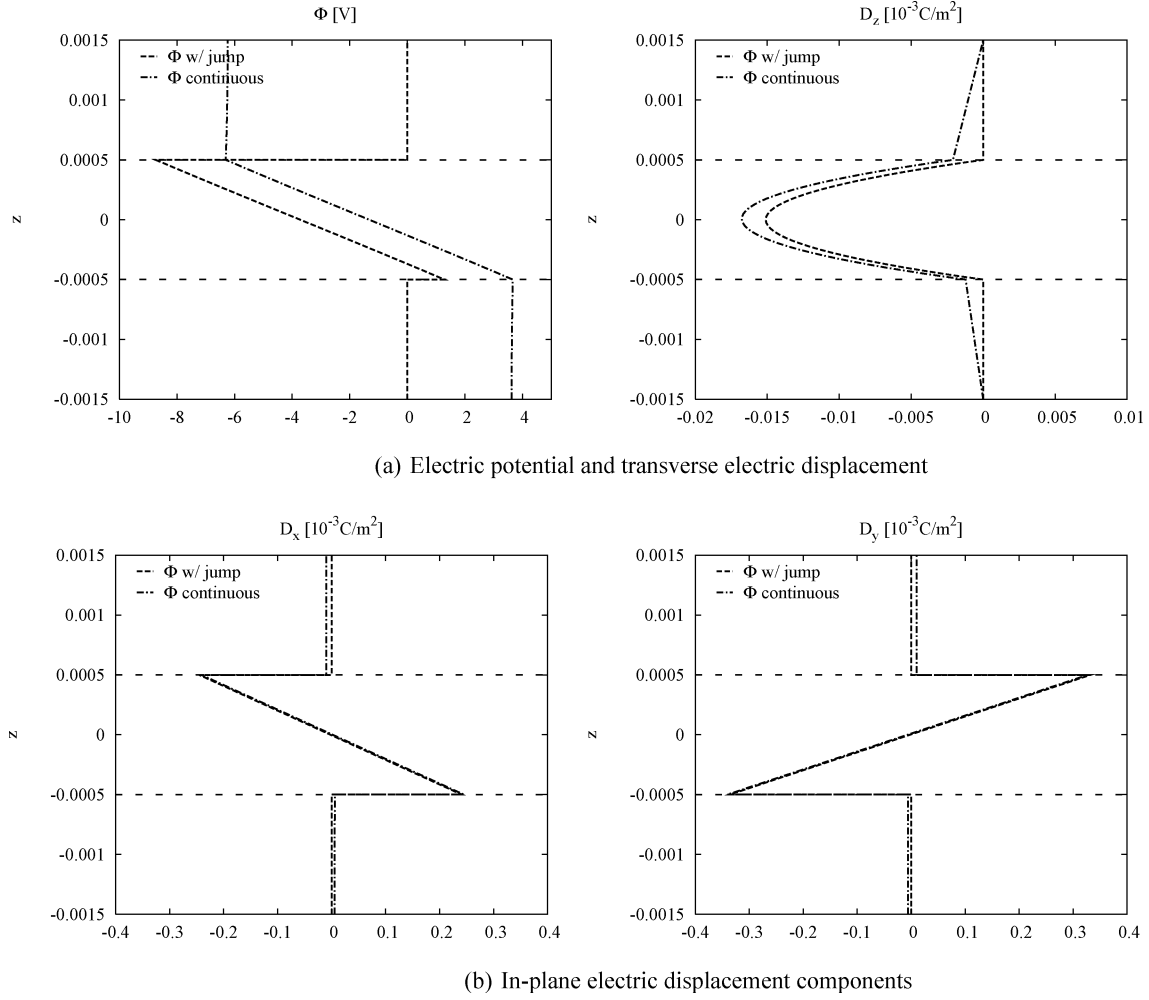 Φ [V]
0.0015
0.001
0.0005
0
-0.0005
-0.001
-0.0015
z
Φ w/ jump
Φ continuous
-10 -8 -6 -4 -2 0 2 4
D_z [10^-3 C/m^2]
0.0015
0.001
0.0005
0
-0.0005
-0.001
-0.0015
z
Φ w/ jump
Φ continuous
-0.02 -0.015 -0.01 -0.005 0 0.005 0.01
(a) Electric potential and transverse electric displacement
D_x [10^-3 C/m^2]
0.0015
0.001
0.0005
0
-0.0005
-0.001
-0.0015
z
Φ w/ jump
Φ continuous
-0.4 -0.3 -0.2 -0.1 0 0.1 0.2 0.3 0.4
D_y [10^-3 C/m^2]
0.0015
0.001
0.0005
0
-0.0005
-0.001
-0.0015
z
Φ w/ jump
Φ continuous
-0.4 -0.3 -0.2 -0.1 0 0.1 0.2 0.3 0.4
(b) In-plane electric displacement components